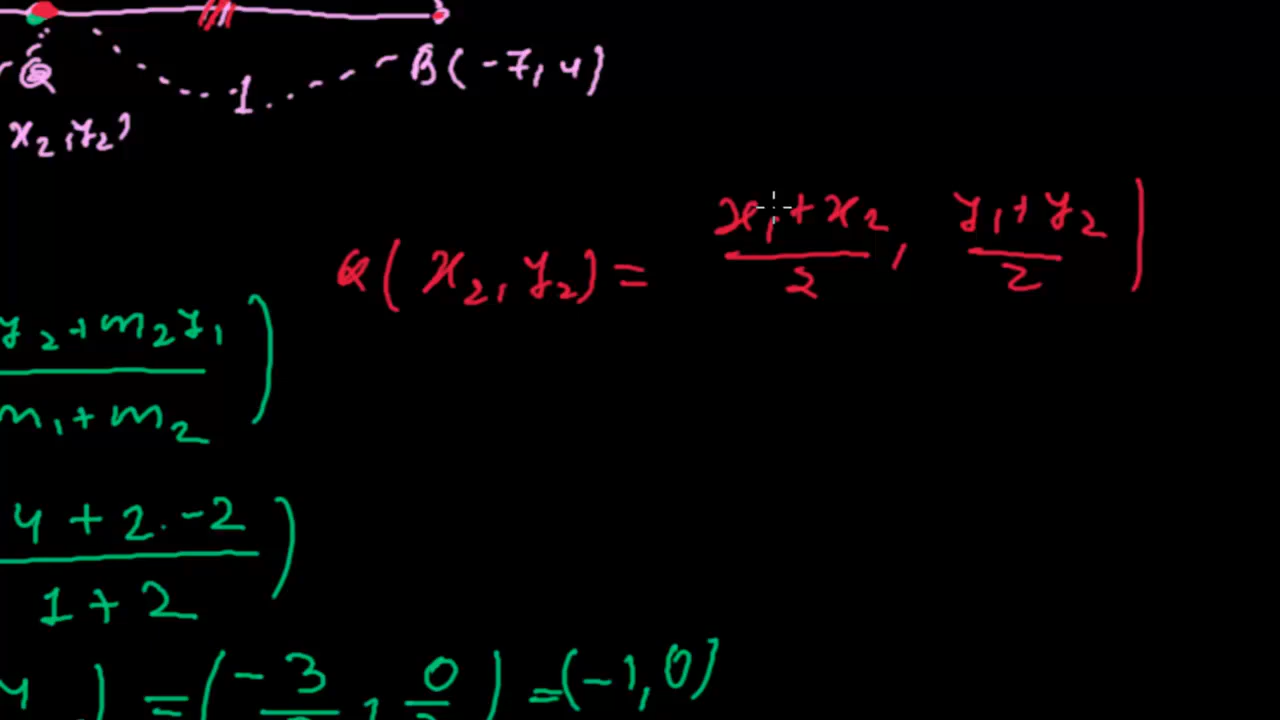 Q B(-7, 4)
1
x₂, y₂)
Q(x₂, y₂) = x₁+x₂/2, y₁+y₂/2)
y₂+m₂y₁)
m₁+m₂
4+2.-2)
1+2
4) = (-3/, 0/) = (-1, 0)